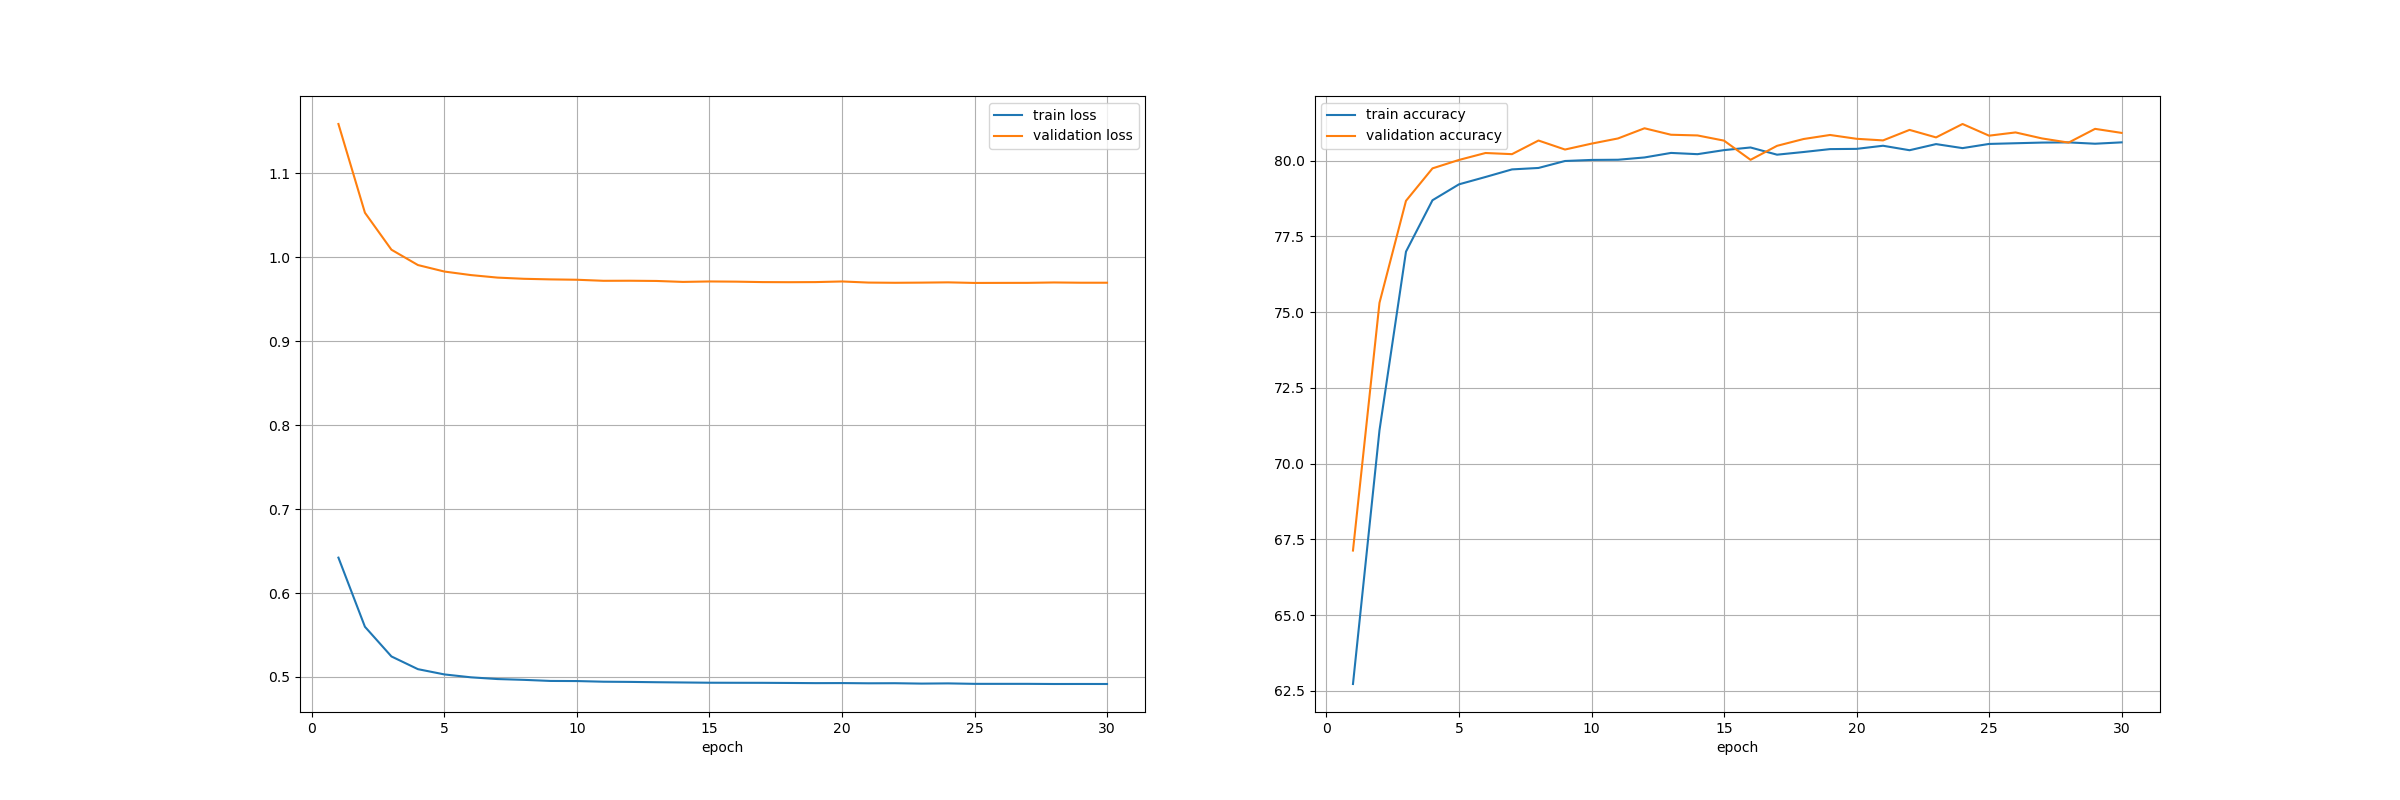 train loss
validation loss
1.1
1.0
0.9
0.8
0.7
0.6
0.5
0 5 10 15 20 25 30
epoch
train accuracy
validation accuracy
80.0
77.5
75.0
72.5
70.0
67.5
65.0
62.5
0 5 10 15 20 25 30
epoch